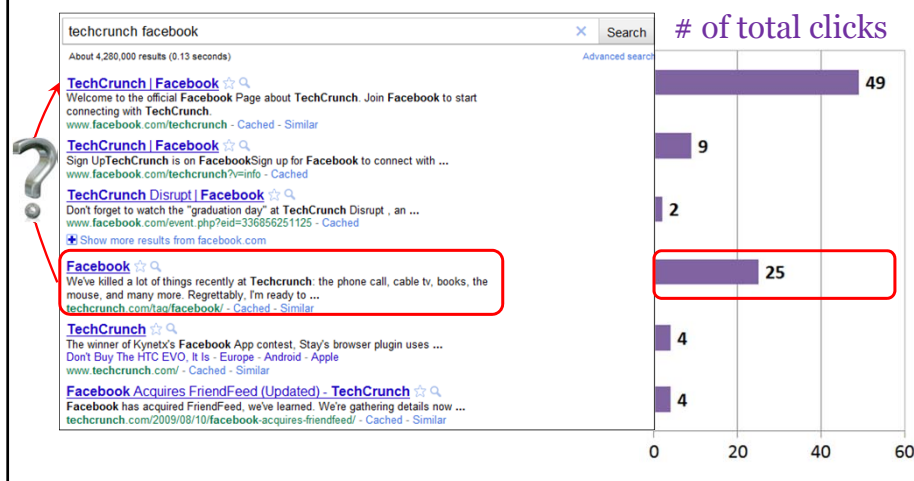 techcrunch facebook × Search
# of total clicks
About 4,280,000 results (0.13 seconds) Advanced search
TechCrunch | Facebook
Welcome to the official Facebook Page about TechCrunch. Join Facebook to start
connecting with TechCrunch.
www.facebook.com/techcrunch - Cached - Similar
49
TechCrunch | Facebook
Sign UpTechCrunch is on FacebookSign up for Facebook to connect with ...
www.facebook.com/techcrunch?v=info - Cached
9
TechCrunch Disrupt | Facebook
Don't forget to watch the "graduation day" at TechCrunch Disrupt , an ...
www.facebook.com/event.php?eid=336856251125 - Cached
Show more results from facebook.com
2
?
Facebook
We've killed a lot of things recently at Techcrunch: the phone call, cable tv, books, the
mouse, and many more. Regrettably, I'm ready to ...
techcrunch.com/tag/facebook/ - Cached - Similar
25
TechCrunch
The winner of Kynetx's Facebook App contest, Stay's browser plugin uses ...
Don't Buy The HTC EVO, It Is - Europe - Android - Apple
www.techcrunch.com/ - Cached - Similar
4
Facebook Acquires FriendFeed (Updated) - TechCrunch
Facebook has acquired FriendFeed, we've learned. We're gathering details now ...
techcrunch.com/2009/08/10/facebook-acquires-friendfeed/ - Cached - Similar
4
0 20 40 60